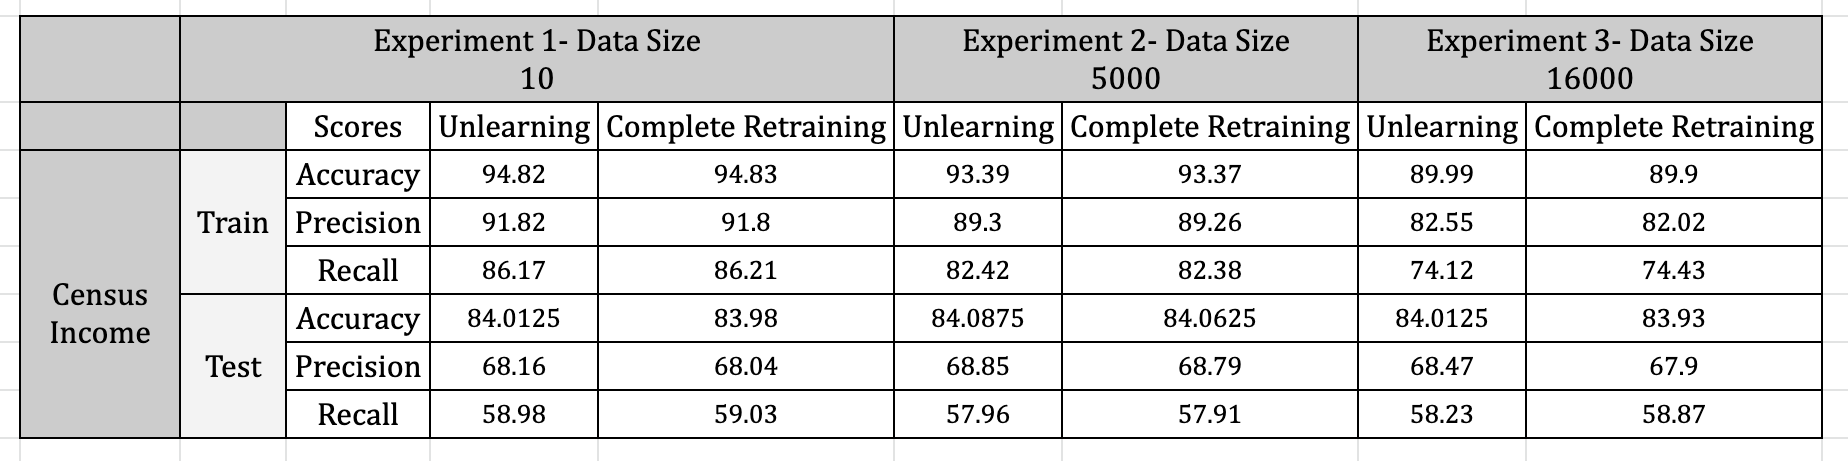 Experiment 1- Data Size 10 Experiment 2- Data Size 5000 Experiment 3- Data Size 16000
Scores Unlearning Complete Retraining Unlearning Complete Retraining Unlearning Complete Retraining
Census Income
Train
Accuracy 94.82 94.83 93.39 93.37 89.99 89.9
Precision 91.82 91.8 89.3 89.26 82.55 82.02
Recall 86.17 86.21 82.42 82.38 74.12 74.43
Test
Accuracy 84.0125 83.98 84.0875 84.0625 84.0125 83.93
Precision 68.16 68.04 68.85 68.79 68.47 67.9
Recall 58.98 59.03 57.96 57.91 58.23 58.87